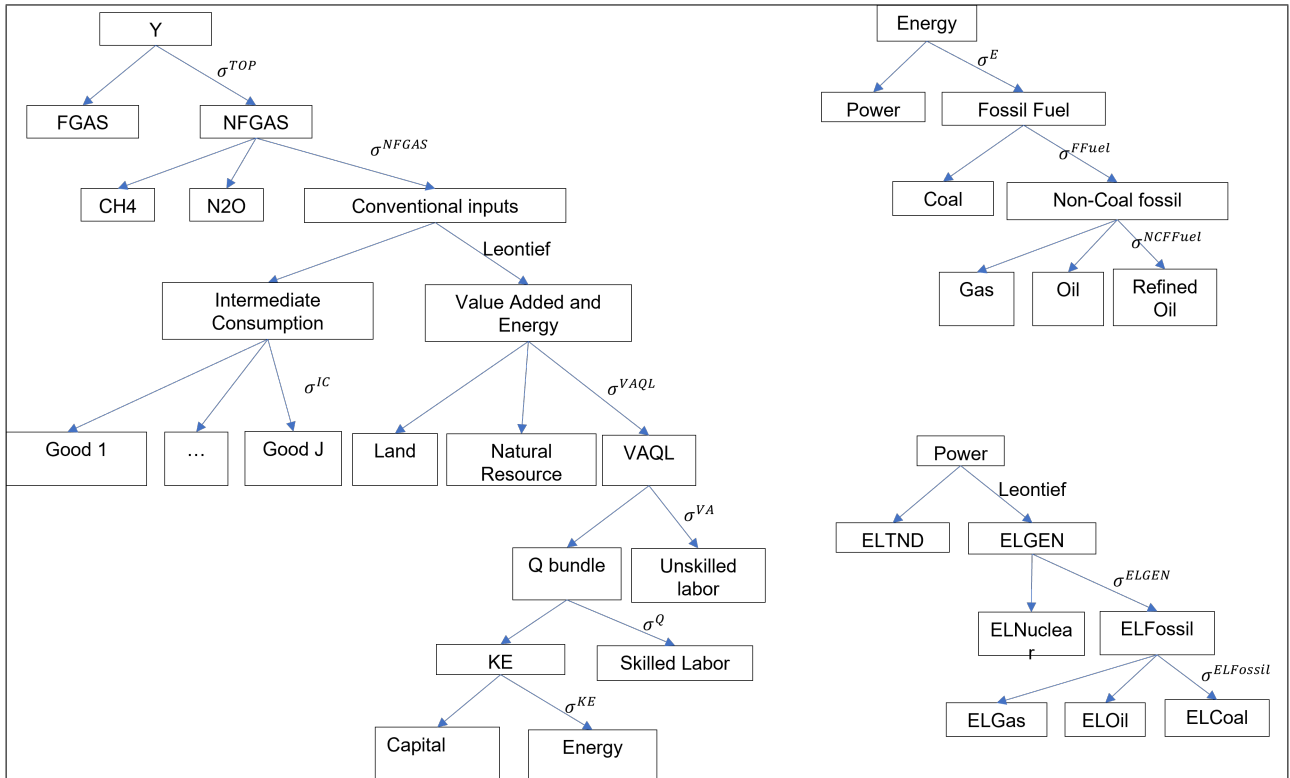 Y
σ^TOP
FGAS
NFGAS
σ^NFGAS
CH4
N2O
Conventional inputs
Leontief
Intermediate
Consumption
Value Added and
Energy
σ^IC
σ^VAQL
Good 1
…
Good J
Land
Natural
Resource
VAQL
σ^VA
Q bundle
Unskilled
labor
σ^Q
KE
Skilled Labor
σ^KE
Capital
Energy
Energy
σ^E
Power
Fossil Fuel
σ^FFuel
Coal
Non-Coal fossil
σ^NCFFuel
Gas
Oil
Refined
Oil
Power
Leontief
ELTND
ELGEN
σ^ELGEN
ELNuclea
r
ELFossil
σ^ELFossil
ELGas
ELOil
ELCoal